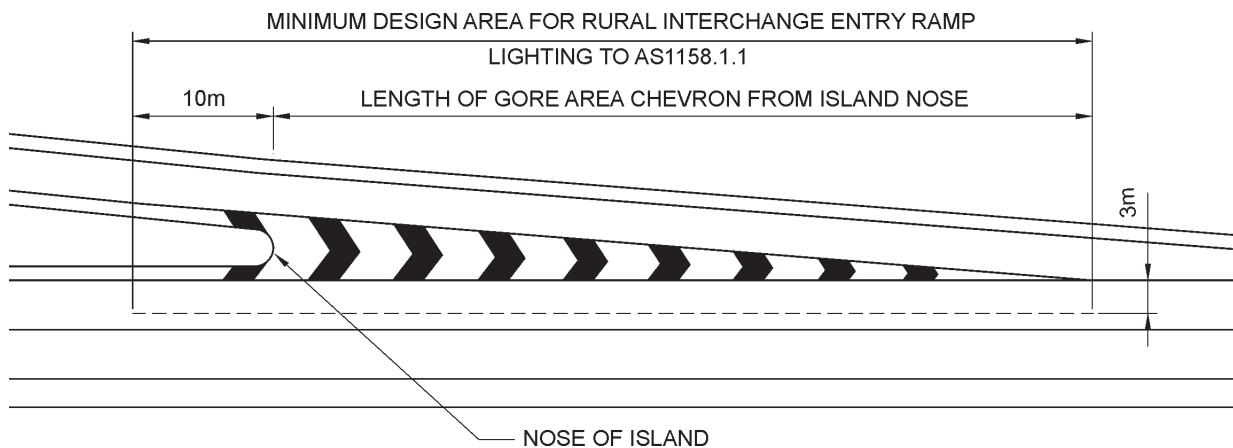 MINIMUM DESIGN AREA FOR RURAL INTERCHANGE ENTRY RAMP
LIGHTING TO AS1158.1.1
10m
LENGTH OF GORE AREA CHEVRON FROM ISLAND NOSE
3m
NOSE OF ISLAND